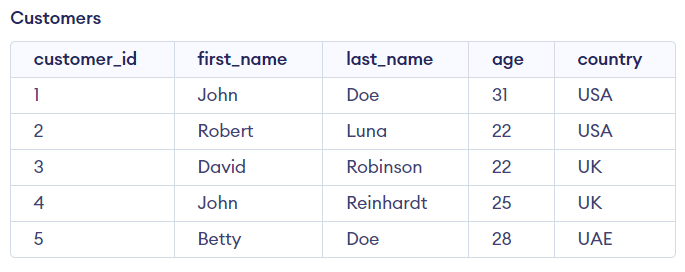 Customers
customer_id first_name last_name age country
1 John Doe 31 USA
2 Robert Luna 22 USA
3 David Robinson 22 UK
4 John Reinhardt 25 UK
5 Betty Doe 28 UAE